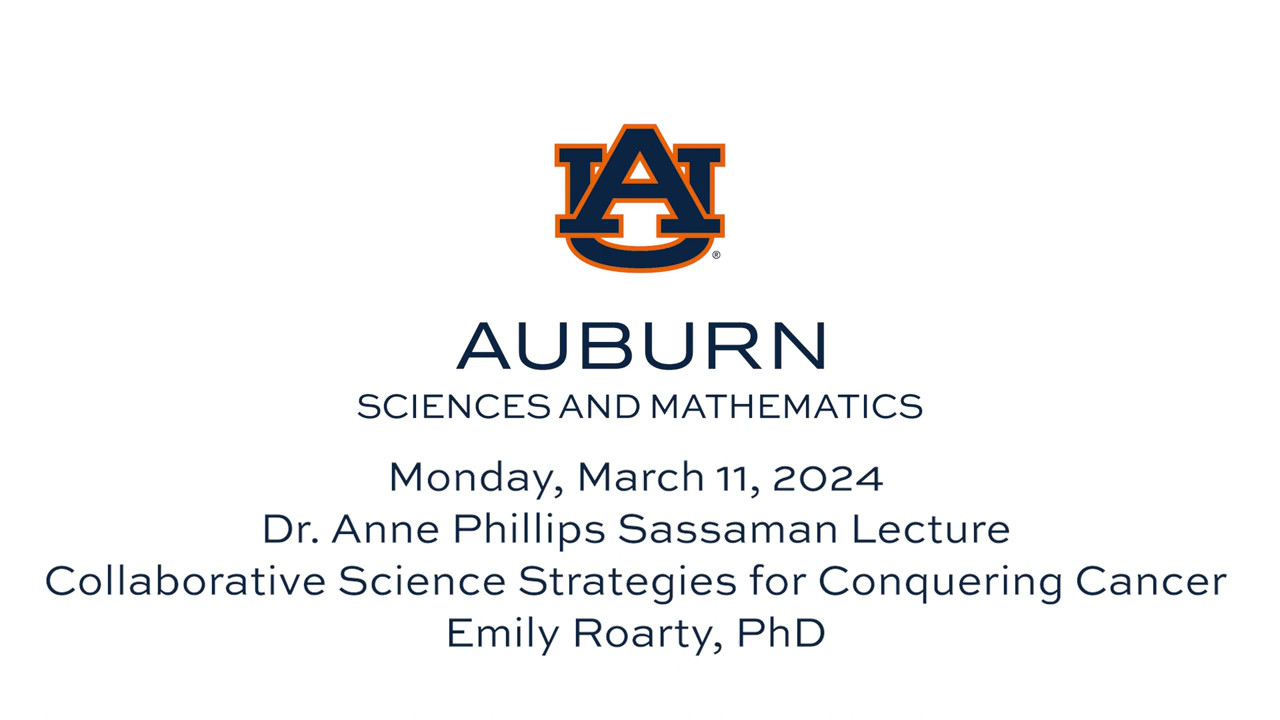 AU
®
AUBURN
SCIENCES AND MATHEMATICS
Monday, March 11, 2024
Dr. Anne Phillips Sassaman Lecture
Collaborative Science Strategies for Conquering Cancer
Emily Roarty, PhD